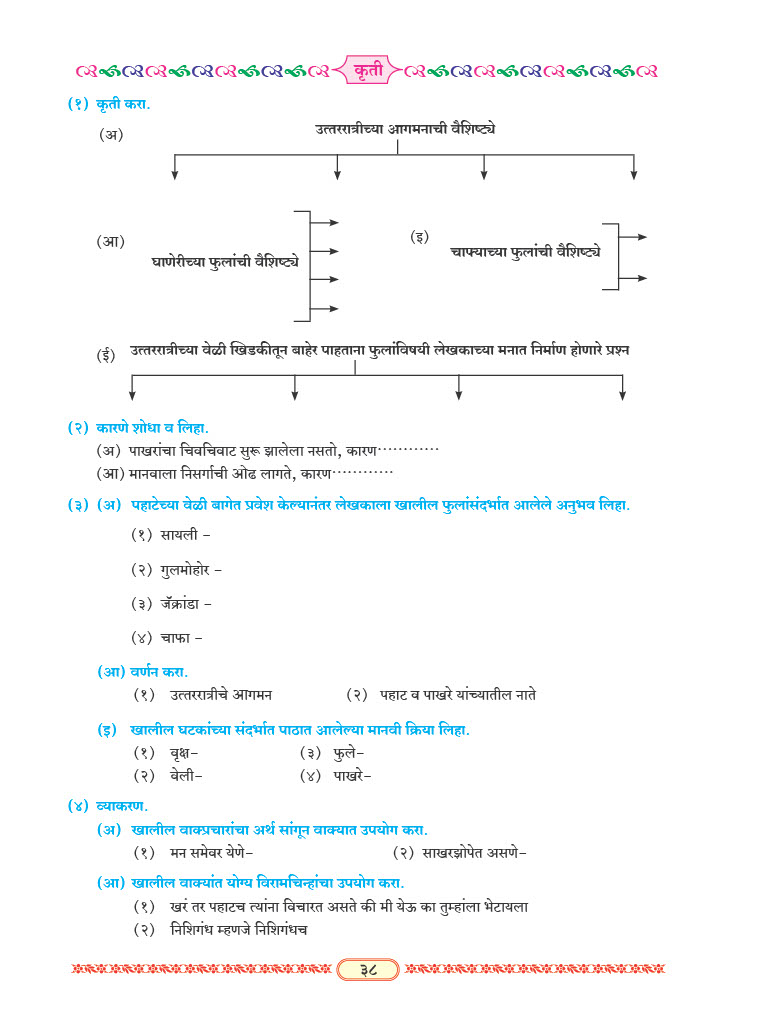 कृती
(१) कृती करा.
(अ) उत्तररात्रीच्या आगमनाची वैशिष्ट्ये
(आ) घाणेरीच्या फुलांची वैशिष्ट्ये
(इ) चाफ्याच्या फुलांची वैशिष्ट्ये
(ई) उत्तररात्रीच्या वेळी खिडकीतून बाहेर पाहताना फुलांविषयी लेखकाच्या मनात निर्माण होणारे प्रश्न
(२) कारणे शोधा व लिहा.
(अ) पाखरांचा चिवचिवाट सुरू झालेला नसतो, कारण............
(आ) मानवाला निसर्गाची ओढ लागते, कारण............
(३) (अ) पहाटेच्या वेळी बागेत प्रवेश केल्यानंतर लेखकाला खालील फुलांसंदर्भात आलेले अनुभव लिहा.
(१) सायली -
(२) गुलमोहोर -
(३) जॅक्रांडा -
(४) चाफा -
(आ) वर्णन करा.
(१) उत्तररात्रीचे आगमन (२) पहाट व पाखरे यांच्यातील नाते
(इ) खालील घटकांच्या संदर्भात पाठात आलेल्या मानवी क्रिया लिहा.
(१) वृक्ष- (३) फुले-
(२) वेली- (४) पाखरे-
(४) व्याकरण.
(अ) खालील वाक्प्रचारांचा अर्थ सांगून वाक्यात उपयोग करा.
(१) मन समेवर येणे- (२) साखरझोपेत असणे-
(आ) खालील वाक्यांत योग्य विरामचिन्हांचा उपयोग करा.
(१) खरं तर पहाटच त्यांना विचारत असते की मी येऊ का तुम्हांला भेटायला
(२) निशिगंध म्हणजे निशिगंधच
३८